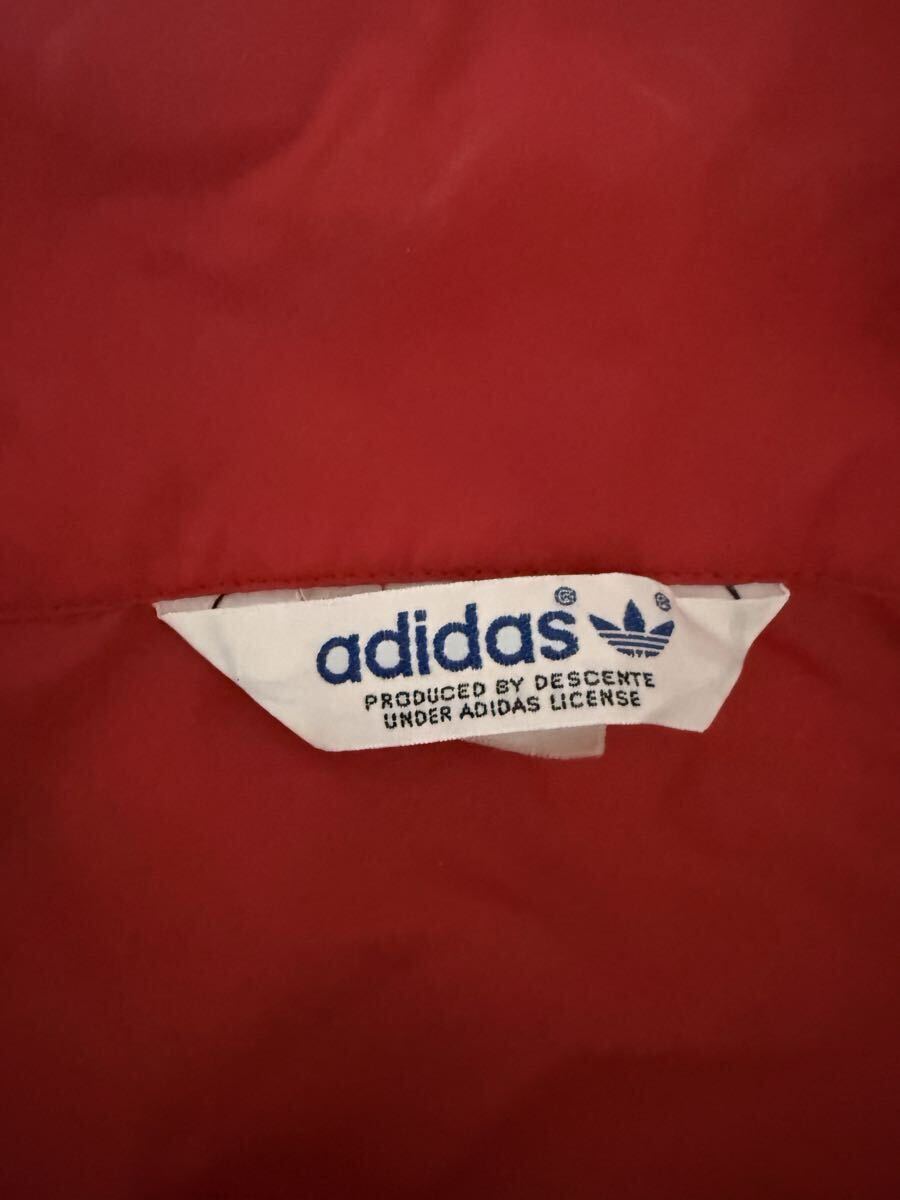 adidas®
®
PRODUCED BY DESCENTE
UNDER ADIDAS LICENSE